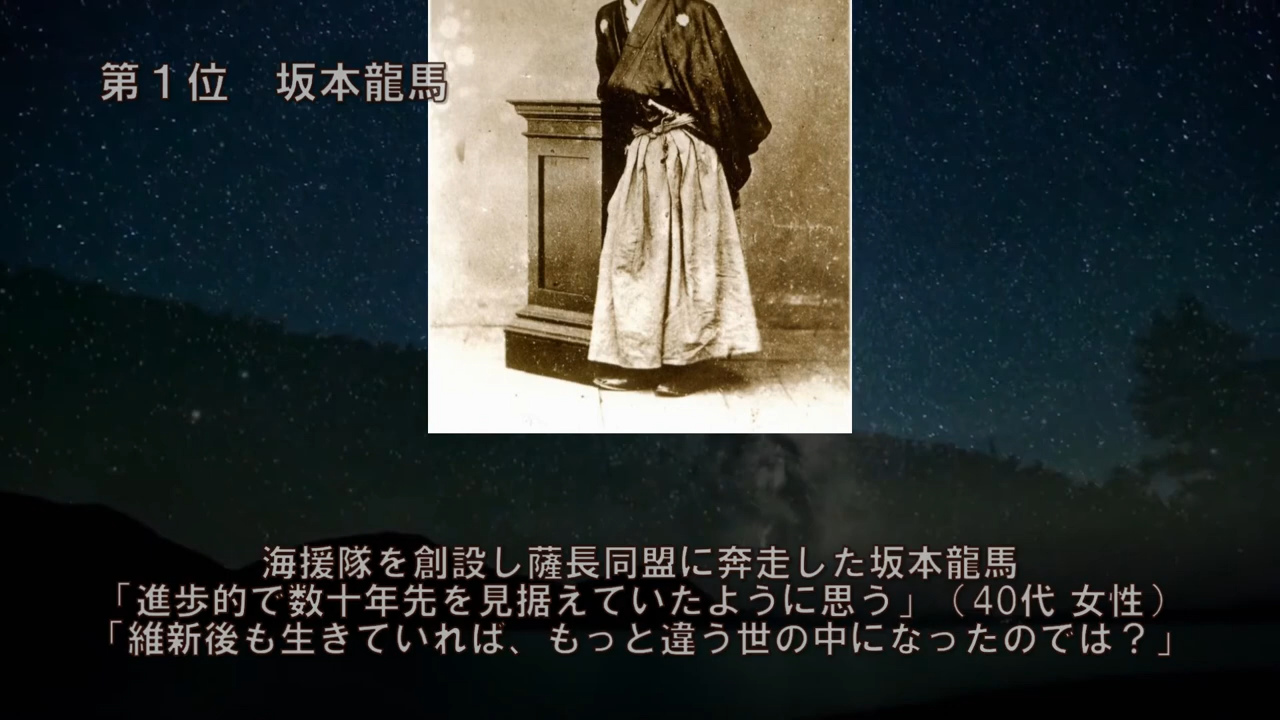 第１位　坂本龍馬
海援隊を創設し薩長同盟に奔走した坂本龍馬
「進歩的で数十年先を見据えていたように思う」（40代 女性）
「維新後も生きていれば、もっと違う世の中になったのでは？」